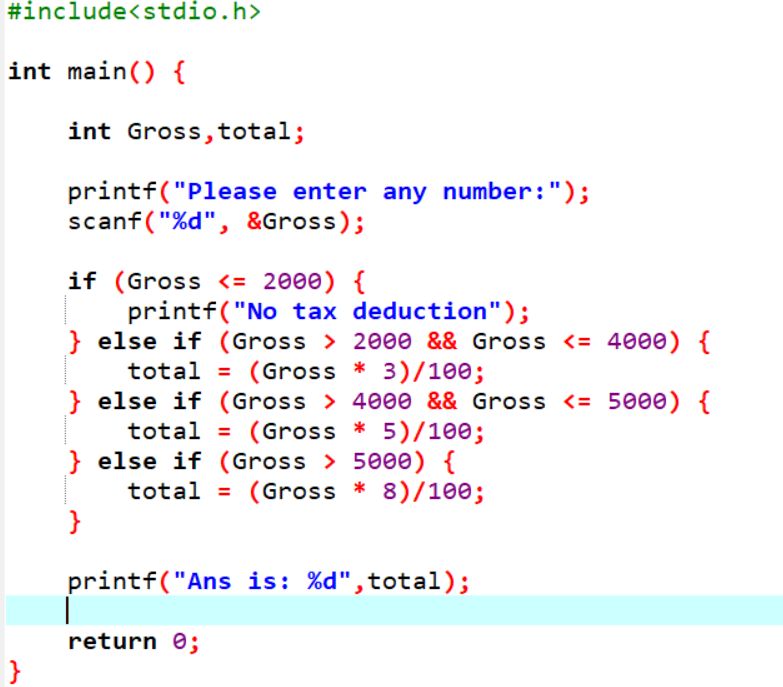 #include<stdio.h>
int main() {
int Gross,total;
printf("Please enter any number:");
scanf("%d", &Gross);
if (Gross <= 2000) {
printf("No tax deduction");
} else if (Gross > 2000 && Gross <= 4000) {
total = (Gross * 3)/100;
} else if (Gross > 4000 && Gross <= 5000) {
total = (Gross * 5)/100;
} else if (Gross > 5000) {
total = (Gross * 8)/100;
}
printf("Ans is: %d",total);
return 0;
}